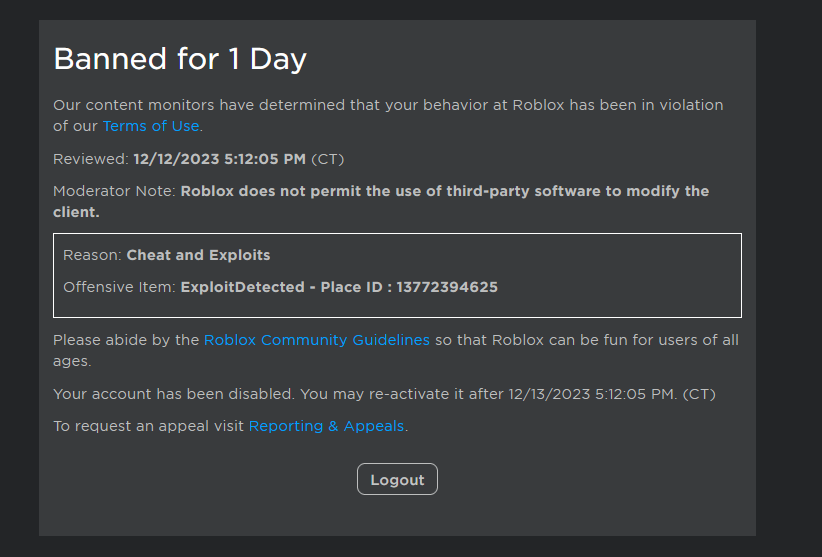 Banned for 1 Day
Our content monitors have determined that your behavior at Roblox has been in violation
of our Terms of Use.
Reviewed: 12/12/2023 5:12:05 PM (CT)
Moderator Note: Roblox does not permit the use of third-party software to modify the
client.
Reason: Cheat and Exploits
Offensive Item: ExploitDetected - Place ID : 13772394625
Please abide by the Roblox Community Guidelines so that Roblox can be fun for users of all
ages.
Your account has been disabled. You may re-activate it after 12/13/2023 5:12:05 PM. (CT)
To request an appeal visit Reporting & Appeals.
Logout